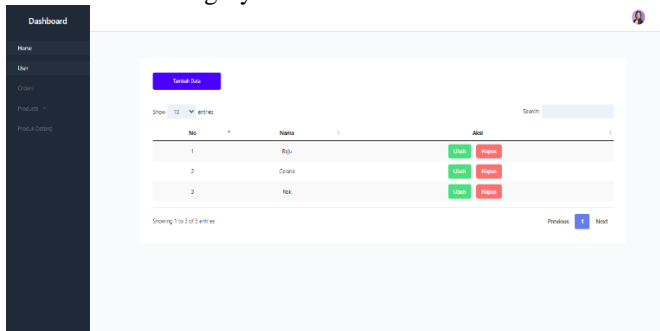 Dashboard
Home
User
Orders
Products
Produk Datang
Tambah Data
Show 10 entries
Search:
No Nama Aksi
1 Baju Ubah Hapus
2 Celana Ubah Hapus
3 Rok Ubah Hapus
Showing 1 to 3 of 3 entries
Previous 1 Next